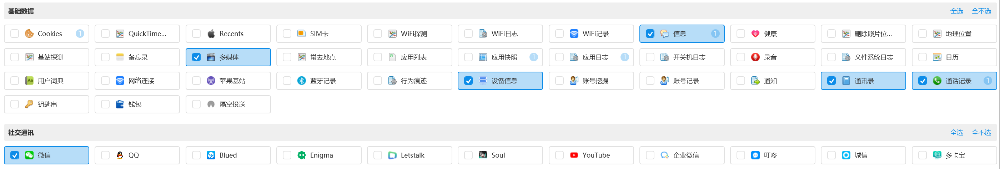 基础数据 全选 全不选
Cookies 1 QuickTime... Recents SIM卡 WiFi探测 WiFi日志 WiFi记录 信息 1 健康 删除照片位... 地理位置
基站探测 备忘录 多媒体 常去地点 应用列表 应用快照 1 应用日志 1 开关机日志 录音 文件系统日志 日历
用户词典 网络连接 苹果基站 蓝牙记录 行为痕迹 设备信息 账号挖掘 账号记录 通知 通讯录 通话记录 1
钥匙串 钱包 隔空投送
社交通讯 全选 全不选
微信 QQ Blued Enigma Letstalk Soul YouTube 企业微信 叮咚 城信 多卡宝